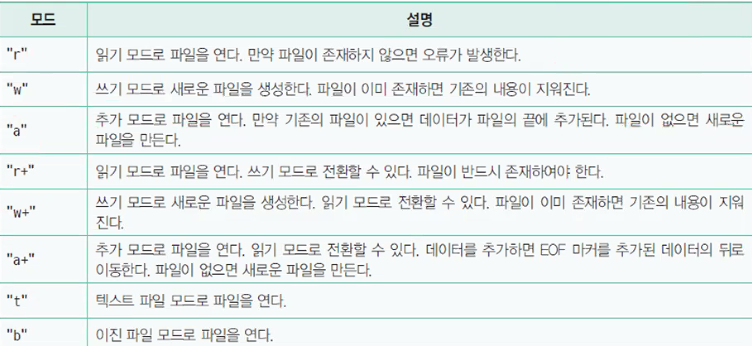 모드 설명
"r" 읽기 모드로 파일을 연다. 만약 파일이 존재하지 않으면 오류가 발생한다.
"w" 쓰기 모드로 새로운 파일을 생성한다. 파일이 이미 존재하면 기존의 내용이 지워진다.
"a" 추가 모드로 파일을 연다. 만약 기존의 파일이 있으면 데이터가 파일의 끝에 추가된다. 파일이 없으면 새로운
파일을 만든다.
"r+" 읽기 모드로 파일을 연다. 쓰기 모드로 전환할 수 있다. 파일이 반드시 존재하여야 한다.
"w+" 쓰기 모드로 새로운 파일을 생성한다. 읽기 모드로 전환할 수 있다. 파일이 이미 존재하면 기존의 내용이 지워
진다.
"a+" 추가 모드로 파일을 연다. 읽기 모드로 전환할 수 있다. 데이터를 추가하면 EOF 마커를 추가된 데이터의 뒤로
이동한다. 파일이 없으면 새로운 파일을 만든다.
"t" 텍스트 파일 모드로 파일을 연다.
"b" 이진 파일 모드로 파일을 연다.